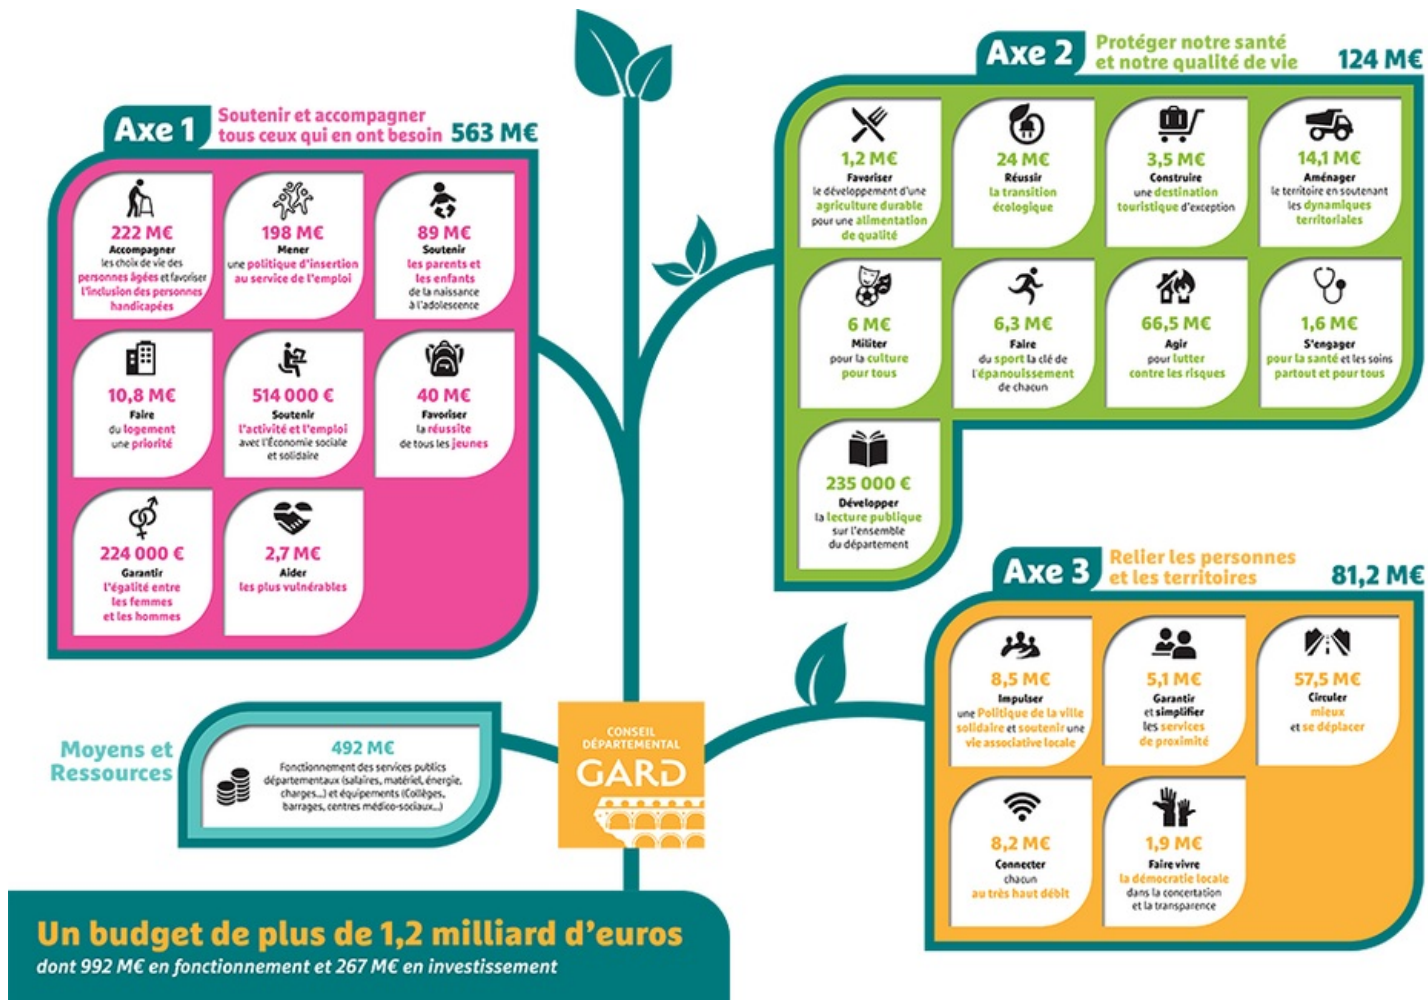 Axe 1
Soutenir et accompagner
tous ceux qui en ont besoin 563 M€
222 M€
Accompagner
les choix de vie des
personnes âgées et favoriser
l'inclusion des personnes
handicapées
198 M€
Mener
une politique d'insertion
au service de l'emploi
89 M€
Soutenir
les parents et
les enfants
de la naissance
à l'adolescence
10,8 M€
Faire
du logement
une priorité
514 000 €
Soutenir
l'activité et l'emploi
avec l'Économie sociale
et solidaire
40 M€
Favoriser
la réussite
de tous les jeunes
224 000 €
Garantir
l'égalité entre
les femmes
et les hommes
2,7 M€
Aider
les plus vulnérables
Axe 2
Protéger notre santé
et notre qualité de vie 124 M€
1,2 M€
Favoriser
le développement d'une
agriculture durable
pour une alimentation
de qualité
24 M€
Réussir
la transition
écologique
3,5 M€
Construire
une destination
touristique d'exception
14,1 M€
Aménager
le territoire en soutenant
les dynamiques
territoriales
6 M€
Militer
pour la culture
pour tous
6,3 M€
Faire
du sport la clé de
l'épanouissement
de chacun
66,5 M€
Agir
pour lutter
contre les risques
1,6 M€
S'engager
pour la santé et les soins
partout et pour tous
235 000 €
Développer
la lecture publique
sur l'ensemble
du département
Axe 3
Relier les personnes
et les territoires 81,2 M€
8,5 M€
Impulser
une Politique de la ville
solidaire et soutenir une
vie associative locale
5,1 M€
Garantir
et simplifier
les services
de proximité
57,5 M€
Circuler
mieux
et se déplacer
8,2 M€
Connecter
chacun
au très haut débit
1,9 M€
Faire vivre
la démocratie locale
dans la concertation
et la transparence
Moyens et
Ressources
492 M€
Fonctionnement des services publics
départementaux (salaires, matériel, énergie,
charges...) et équipements (Collèges,
barrages, centres médico-sociaux...)
CONSEIL
DÉPARTEMENTAL
GARD
Un budget de plus de 1,2 milliard d'euros
dont 992 M€ en fonctionnement et 267 M€ en investissement